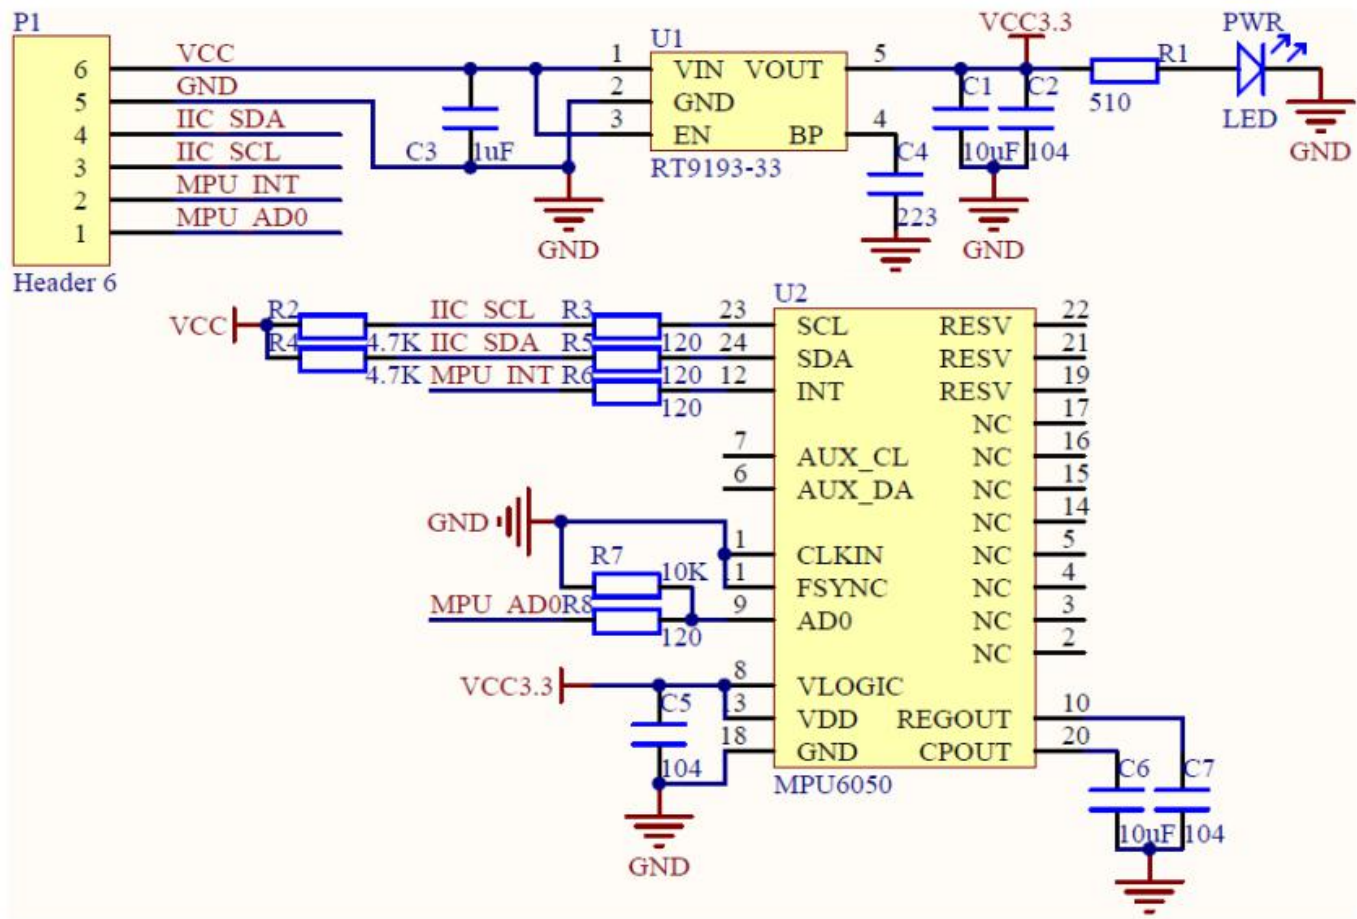 P1
6 VCC
5 GND
4 IIC_SDA
3 IIC_SCL
2 MPU_INT
1 MPU_AD0
Header 6
C3 1uF
GND
U1
1 VIN VOUT 5
2 GND
3 EN BP 4
RT9193-33
C4
223
VCC3.3
C1 C2
10uF 104
GND
R1
510
PWR
LED
GND
U2
VCC R2 IIC_SCL R3 23 SCL RESV 22
R4 4.7K IIC_SDA R5 120 24 SDA RESV 21
4.7K MPU_INT R6 120 12 INT RESV 19
120
NC 17
7 AUX_CL NC 16
6 AUX_DA NC 15
GND NC 14
R7 1 CLKIN NC 5
10K 1 FSYNC NC 4
MPU_AD0 R8 9 AD0 NC 3
120 NC 2
VCC3.3 8 VLOGIC
C5 3 VDD REGOUT 10
18 GND CPOUT 20
104
MPU6050
GND
C6 C7
10uF 104